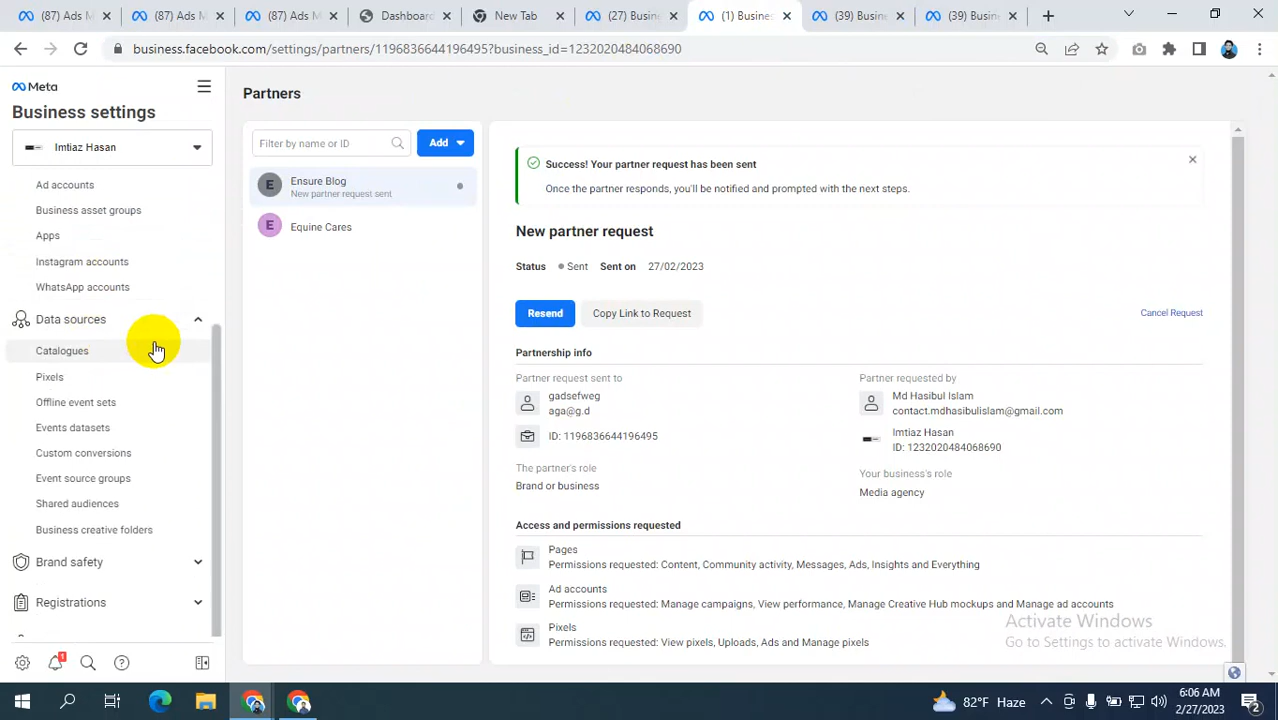 (87) Ads M
(87) Ads M
(87) Ads M
Dashboard
New Tab
(27) Busin
(1) Busines
(39) Busin
(39) Busin
business.facebook.com/settings/partners/1196836644196495?business_id=1232020484068690
Meta
Business settings
Imtiaz Hasan
Ad accounts
Business asset groups
Apps
Instagram accounts
WhatsApp accounts
Data sources
Catalogues
Pixels
Offline event sets
Events datasets
Custom conversions
Event source groups
Shared audiences
Business creative folders
Brand safety
Registrations
1
Partners
Filter by name or ID
Add
E
Ensure Blog
New partner request sent
E
Equine Cares
Success! Your partner request has been sent
Once the partner responds, you'll be notified and prompted with the next steps.
New partner request
Status Sent Sent on 27/02/2023
Resend
Copy Link to Request
Cancel Request
Partnership info
Partner request sent to
gadsefweg
aga@g.d
ID: 1196836644196495
The partner's role
Brand or business
Partner requested by
Md Hasibul Islam
contact.mdhasibulislam@gmail.com
Imtiaz Hasan
ID: 1232020484068690
Your business's role
Media agency
Access and permissions requested
Pages
Permissions requested: Content, Community activity, Messages, Ads, Insights and Everything
Ad accounts
Permissions requested: Manage campaigns, View performance, Manage Creative Hub mockups and Manage ad accounts
Pixels
Permissions requested: View pixels, Uploads, Ads and Manage pixels
Activate Windows
Go to Settings to activate Windows.
82°F Haze
6:06 AM
2/27/2023
2